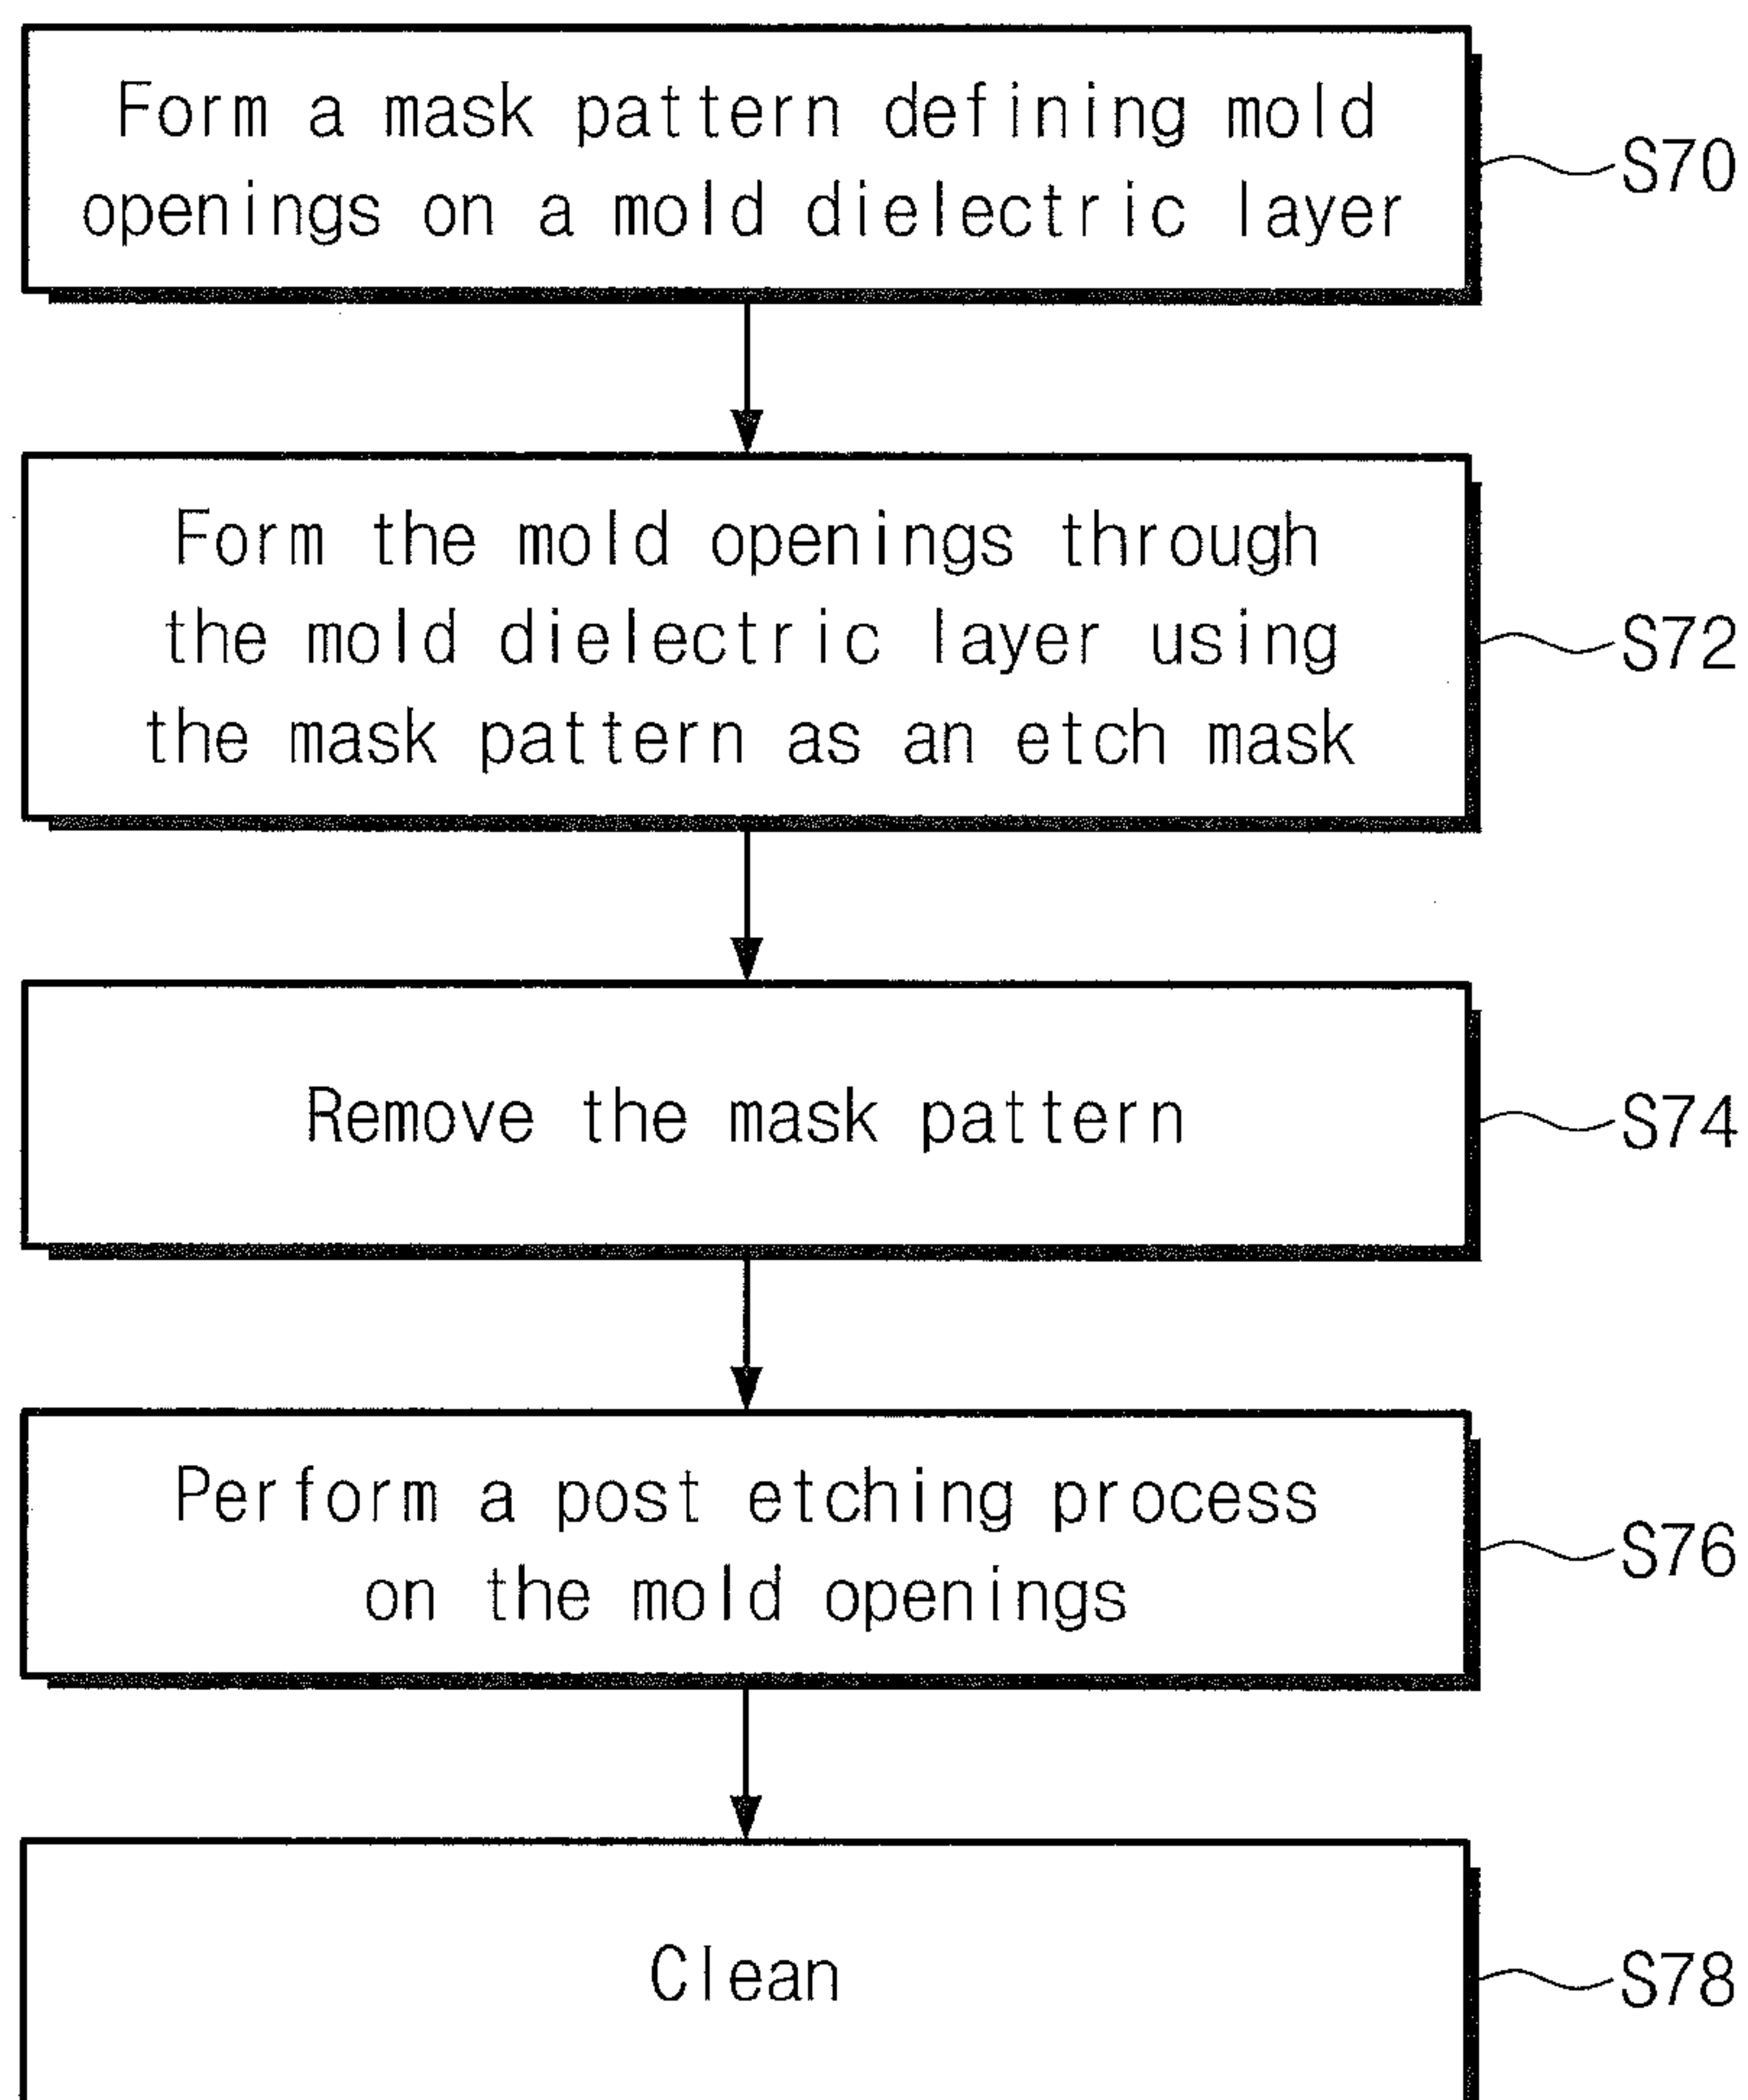 Form a mask pattern defining mold
openings on a mold dielectric layer
S70
Form the mold openings through
the mold dielectric layer using
the mask pattern as an etch mask
S72
Remove the mask pattern
S74
Perform a post etching process
on the mold openings
S76
Clean
S78